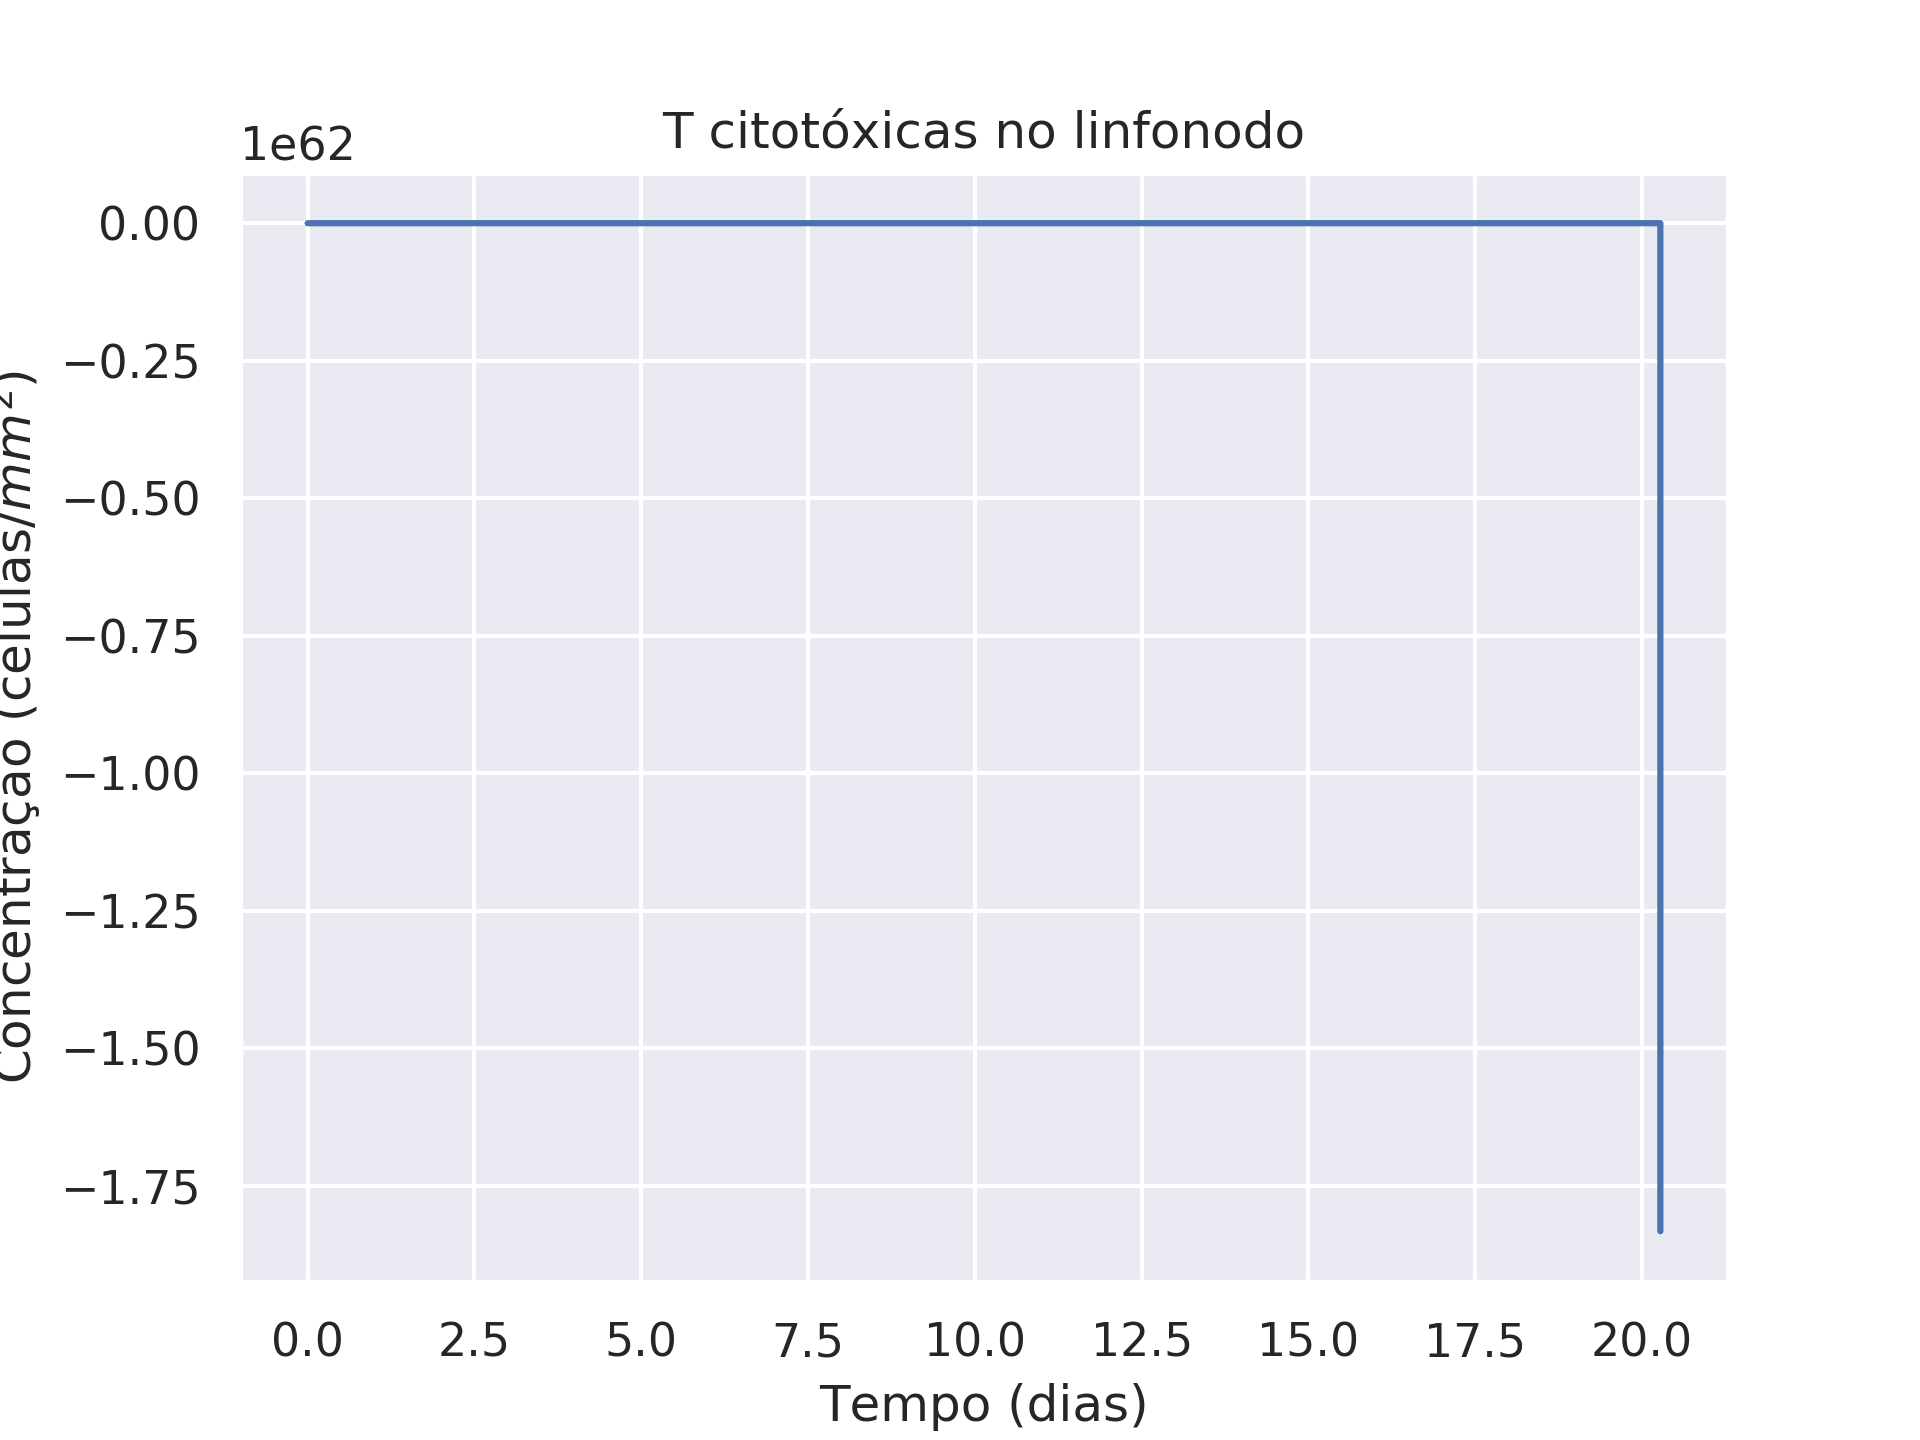 T citotóxicas no linfonodo
1e62
0.00
−0.25
−0.50
−0.75
−1.00
−1.25
−1.50
−1.75
Concentraçao (celulas/mm²)
0.0 2.5 5.0 7.5 10.0 12.5 15.0 17.5 20.0
Tempo (dias)